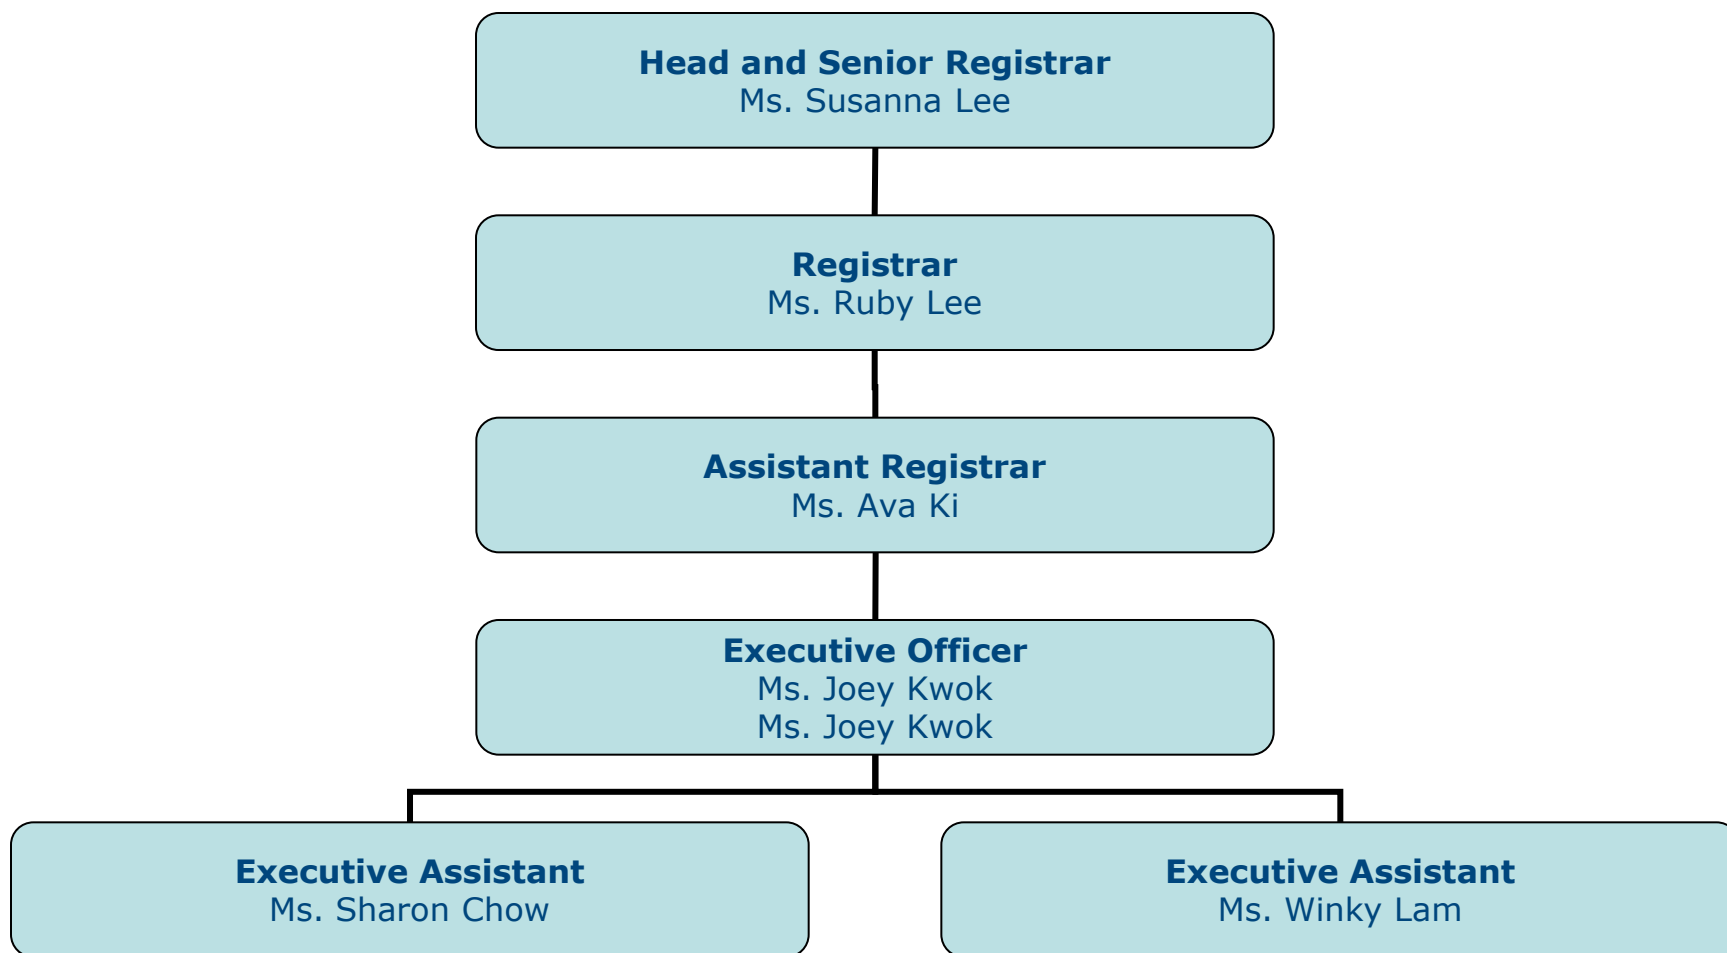 Head and Senior Registrar
Ms. Susanna Lee
Registrar
Ms. Ruby Lee
Assistant Registrar
Ms. Ava Ki
Executive Officer
Ms. Joey Kwok
Ms. Joey Kwok
Executive Assistant
Ms. Sharon Chow
Executive Assistant
Ms. Winky Lam